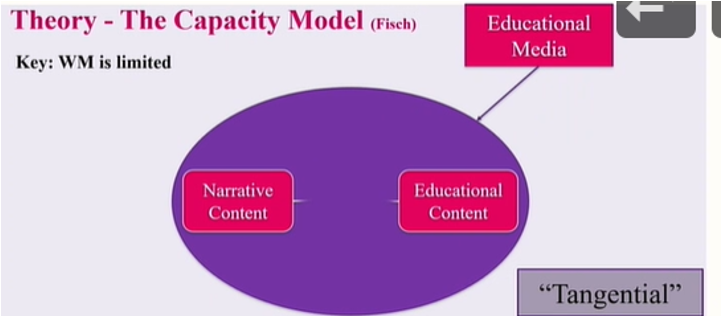 Theory - The Capacity Model (Fisch)
Educational
Media
Key: WM is limited
Narrative
Content
Educational
Content
“Tangential”